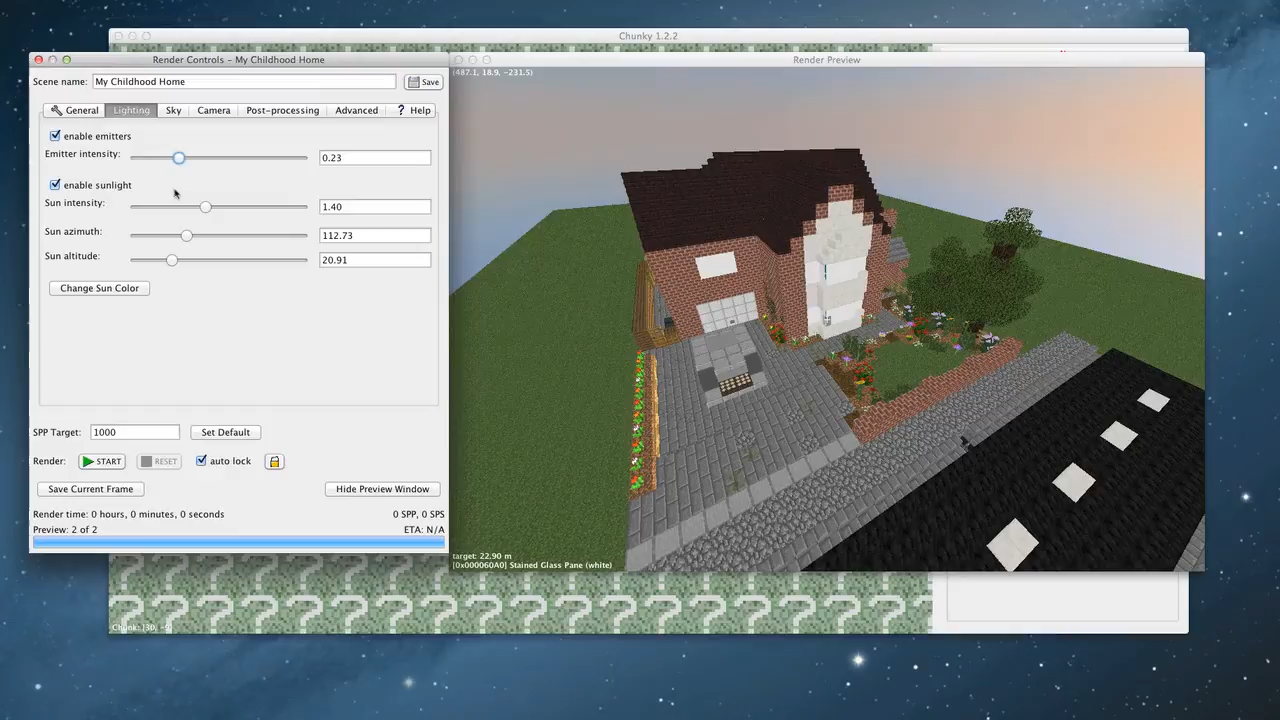 Chunky 1.2.2
Render Controls - My Childhood Home
Render Preview
Scene name: My Childhood Home Save
General Lighting Sky Camera Post-processing Advanced ? Help
enable emitters
Emitter intensity: 0.23
enable sunlight
Sun intensity: 1.40
Sun azimuth: 112.73
Sun altitude: 20.91
Change Sun Color
SPP Target: 1000 Set Default
Render: START RESET auto lock
Save Current Frame Hide Preview Window
Render time: 0 hours, 0 minutes, 0 seconds 0 SPP, 0 SPS
Preview: 2 of 2 ETA: N/A
[487.1, 18.9, -231.5)
target: 22.90 m
[0x000060A0] Stained Glass Pane (white)
Chunk: [30, -9]